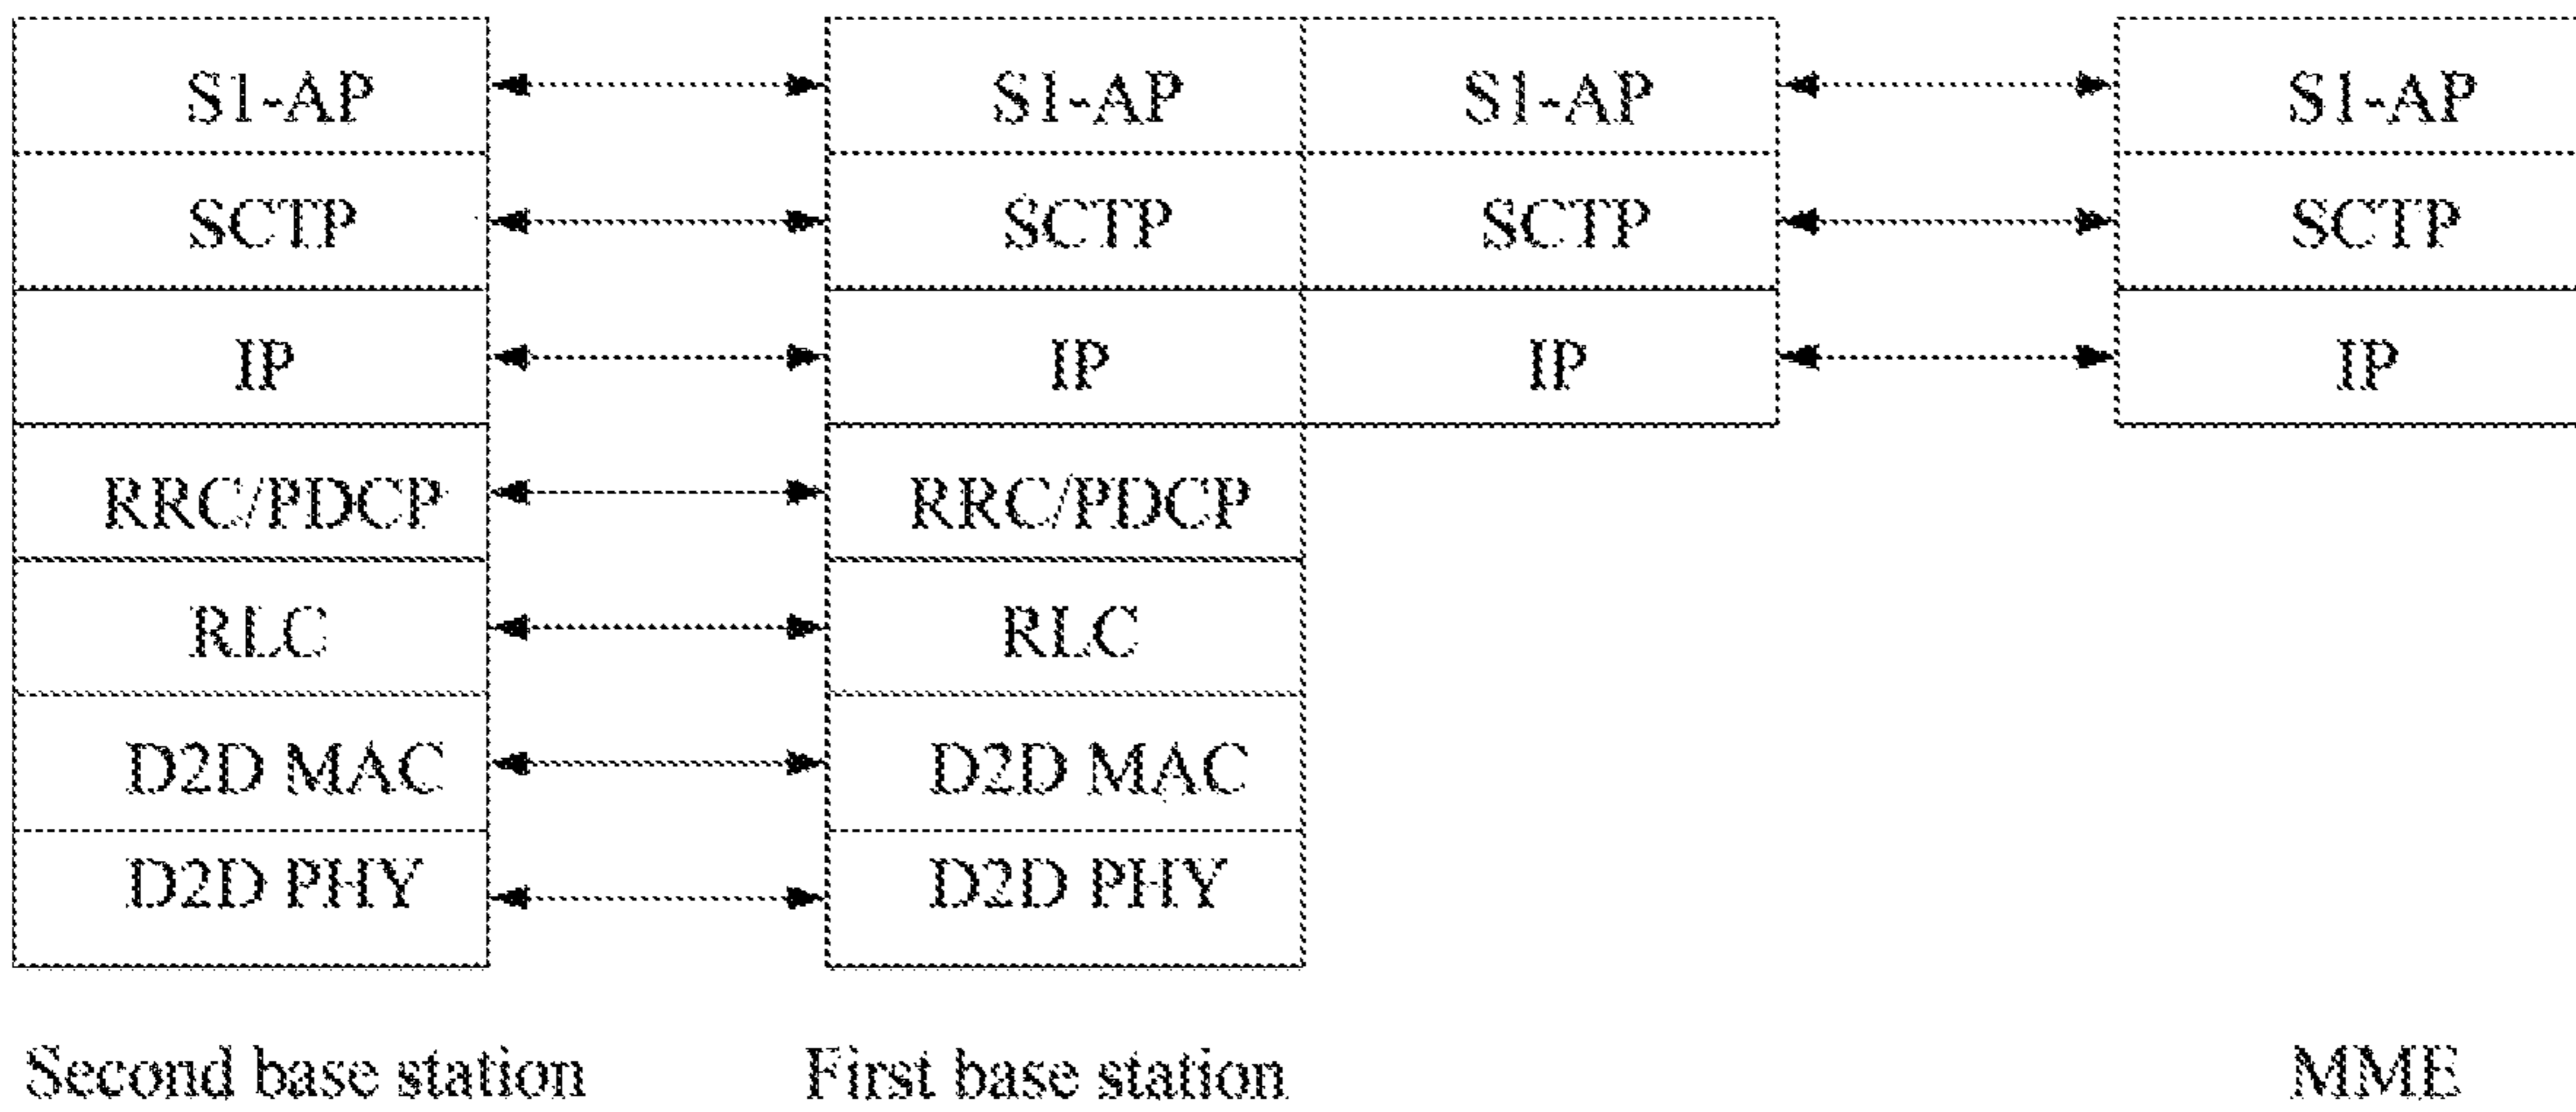 S1-AP S1-AP S1-AP S1-AP
SCTP SCTP SCTP SCTP
IP IP IP IP
RRC/PDCP RRC/PDCP
RLC RLC
D2D MAC D2D MAC
D2D PHY D2D PHY
Second base station First base station MME